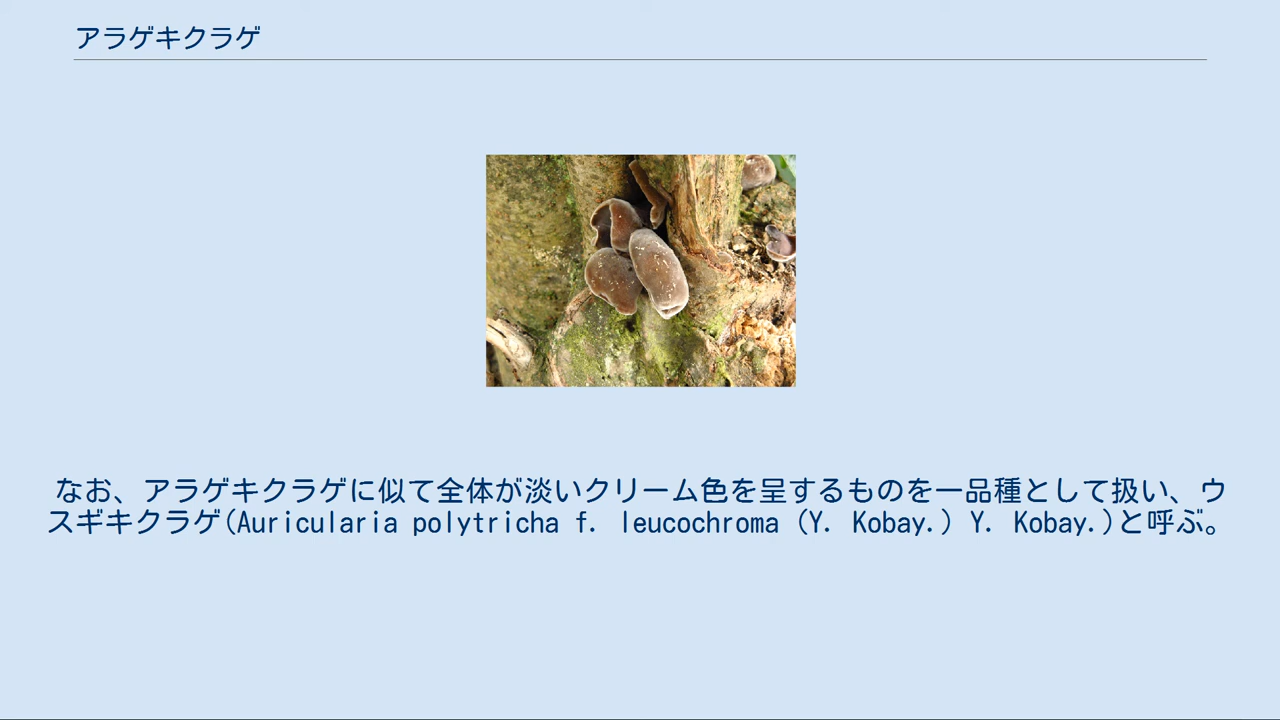 アラゲキクラゲ
なお、アラゲキクラゲに似て全体が淡いクリーム色を呈するものを一品種として扱い、ウ
スギキクラゲ(Auricularia polytricha f. leucochroma (Y. Kobay.) Y. Kobay.)と呼ぶ。